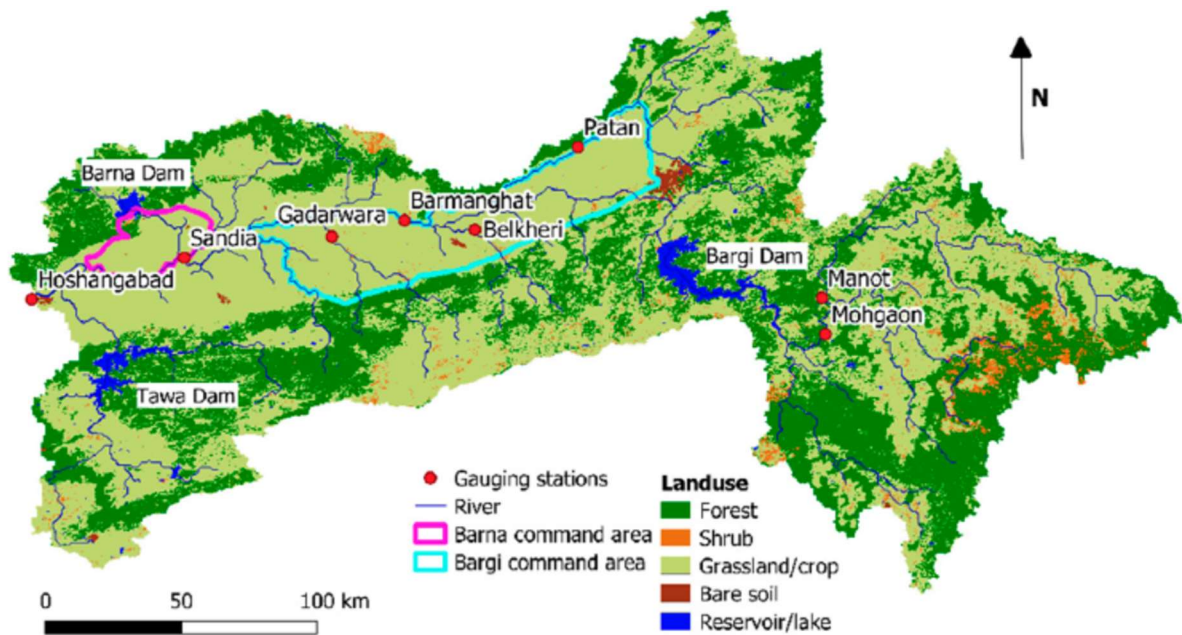 N
Patan
Barna Dam
Barmanghat
Gadarwara
Belkheri
Sandia
Bargi Dam
Hoshangabad
Manot
Mohgaon
Tawa Dam
Gauging stations
River
Barna command area
Bargi command area
Landuse
Forest
Shrub
Grassland/crop
Bare soil
Reservoir/lake
0 50 100 km